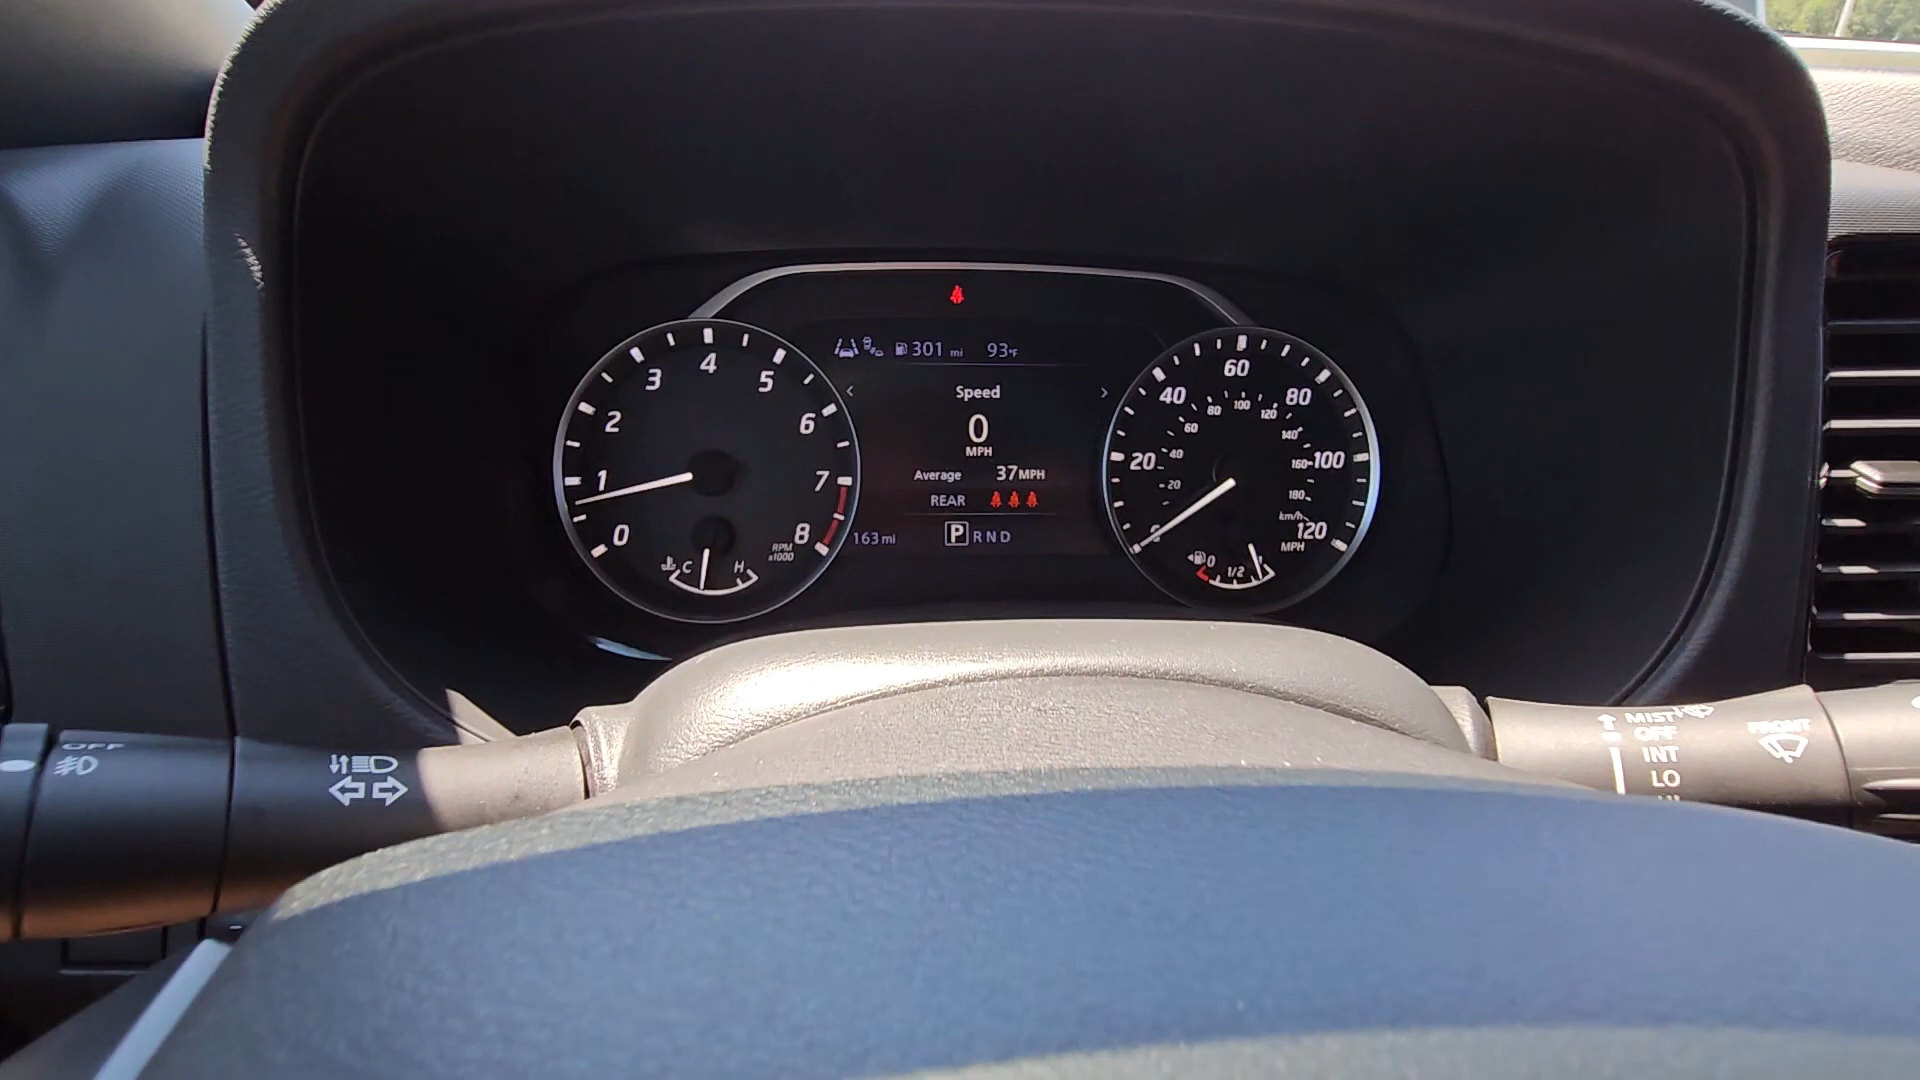 301 mi 93°F
< Speed >
0
MPH
Average 37 MPH
REAR
163 mi P R N D
0 1 2 3 4 5 6 7 8
RPM
x1000
C H
20 40 60 80 100 120
20 40 60 80 100 120 140 160 180
km/h
MPH
0 1/2
OFF
MIST
OFF
INT
LO
FRONT